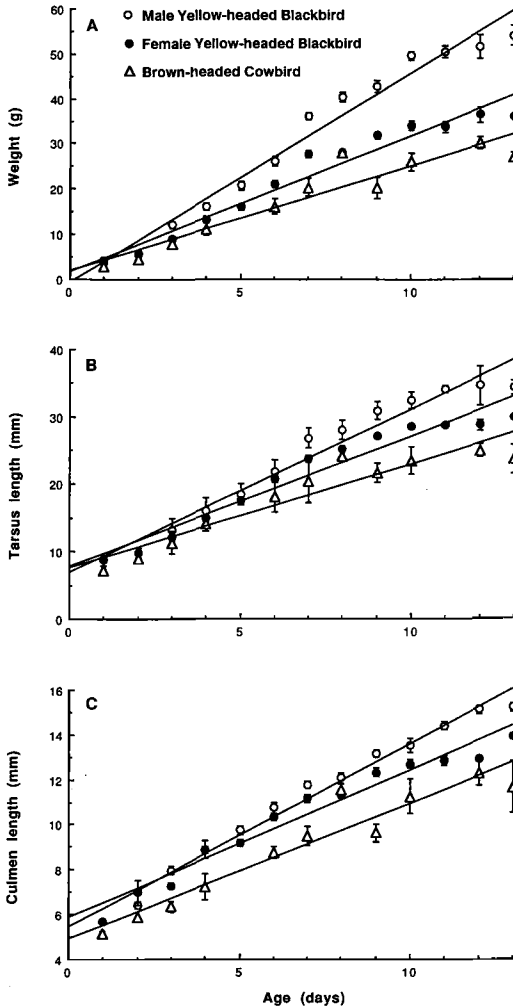 A
Male Yellow-headed Blackbird
Female Yellow-headed Blackbird
Brown-headed Cowbird
60
50
40
30
20
10
0
Weight (g)
0 5 10
B
40
30
20
10
0
Tarsus length (mm)
0 5 10
C
16
14
12
10
8
6
4
Culmen length (mm)
0 5 10
Age (days)